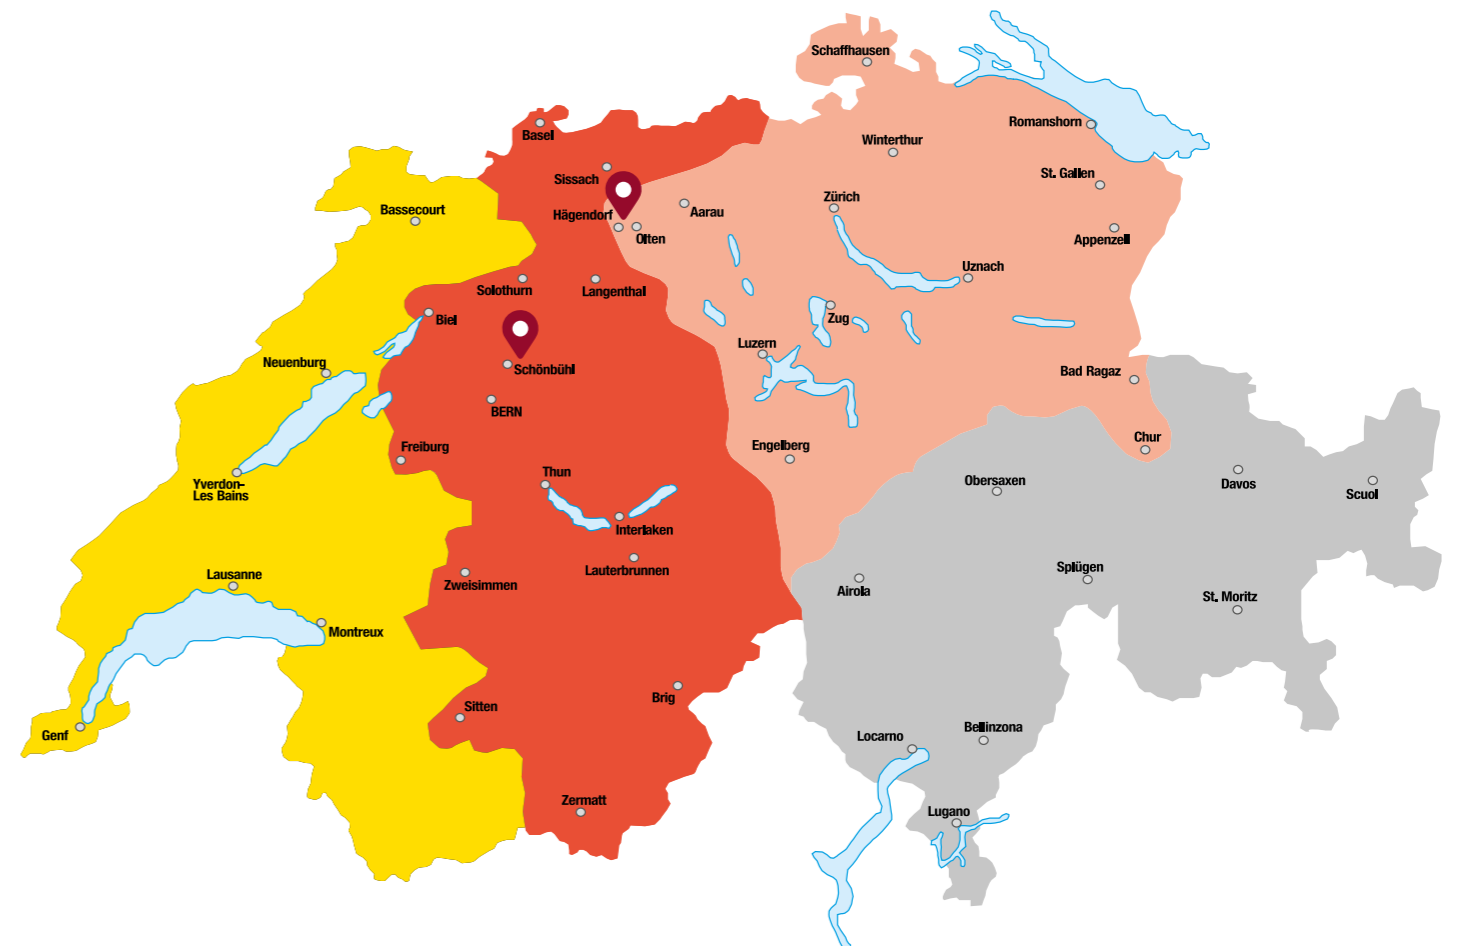 Schaffhausen
Romanshorn
Basel
Winterthur
Sissach
St. Gallen
Zürich
Bassecourt
Hägendorf
Aarau
Olten
Appenzell
Uznach
Solothurn
Langenthal
Biel
Zug
Luzern
Neuenburg
Schönbühl
Bad Ragaz
BERN
Chur
Engelberg
Freiburg
Thun
Obersaxen
Davos
Yverdon-
Les Bains
Scuol
Interlaken
Lauterbrunnen
Splügen
Lausanne
Zweisimmen
Airola
St. Moritz
Montreux
Brig
Sitten
Bellinzona
Genf
Locarno
Zermatt
Lugano